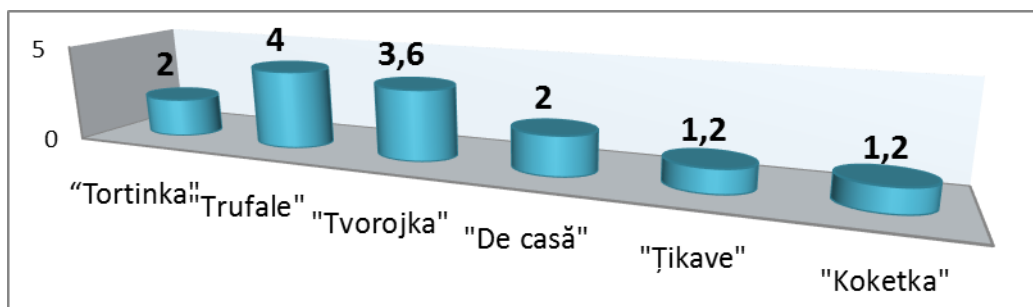 5
0
2
4
3,6
2
1,2
1,2
“Tortinka"
"Trufale"
"Tvorojka"
"De casă"
"Țikave"
"Koketka"